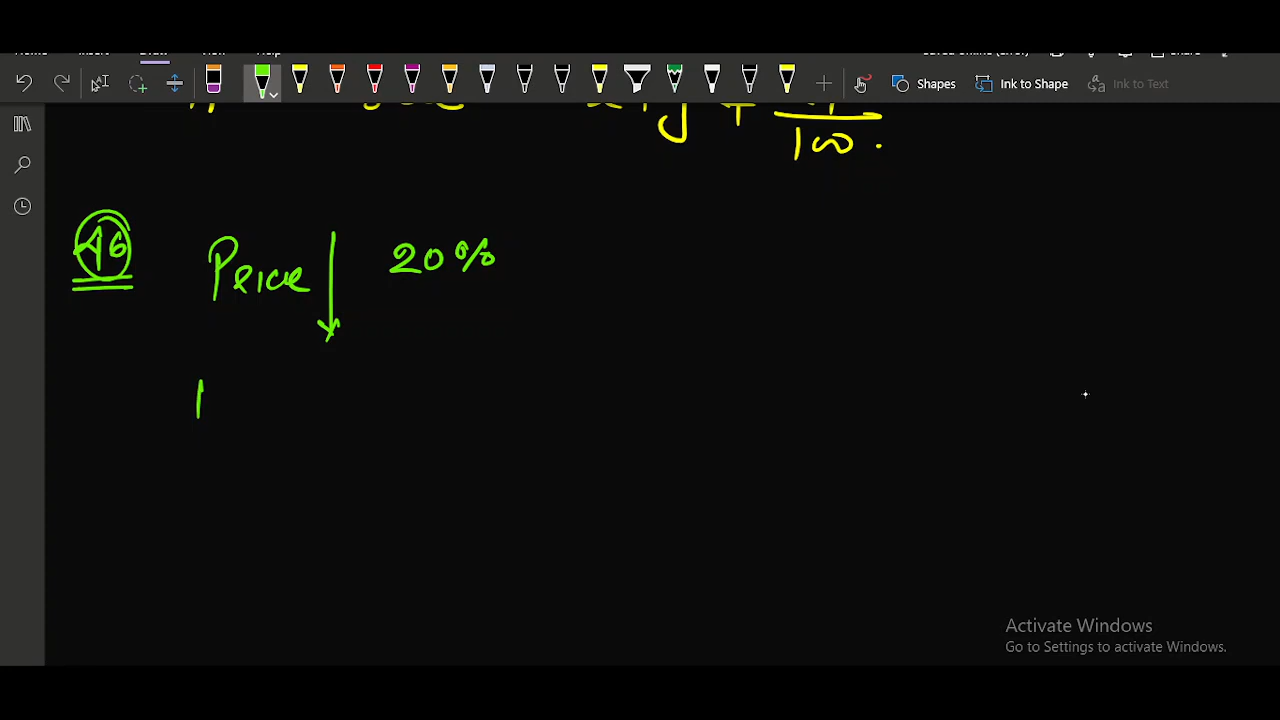 Shapes Ink to Shape Ink to Text
100.
46 Price ↓ 20%
Activate Windows
Go to Settings to activate Windows.